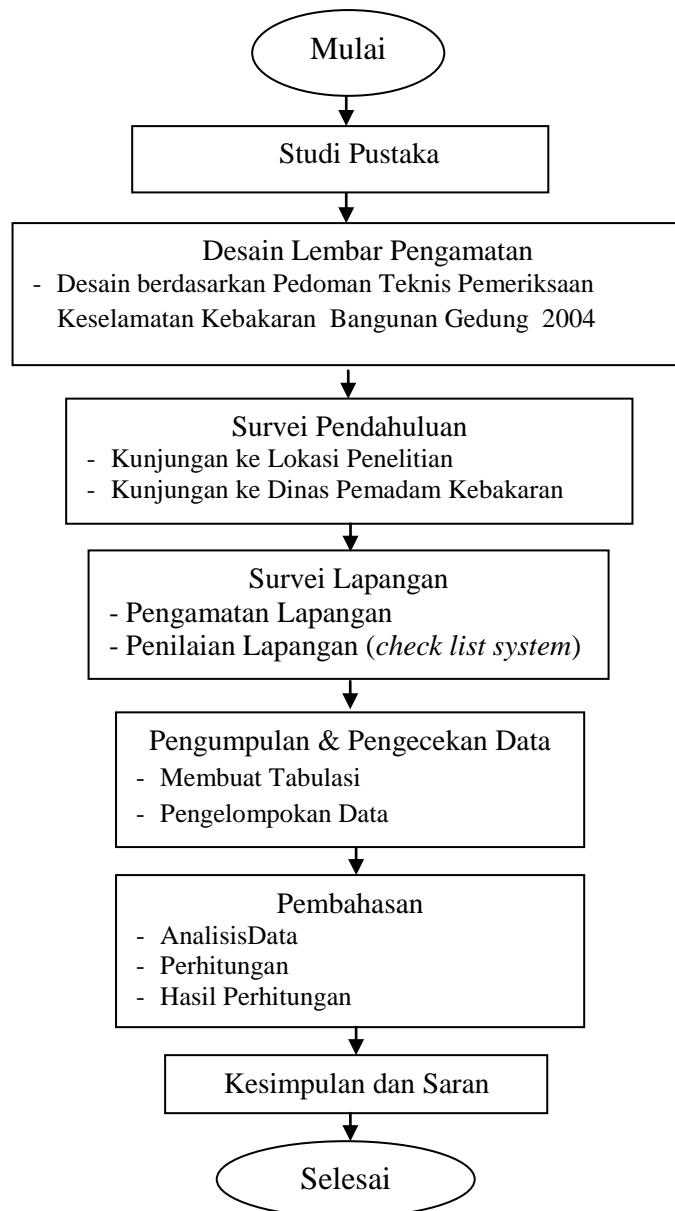 Mulai
Studi Pustaka
Desain Lembar Pengamatan
- Desain berdasarkan Pedoman Teknis Pemeriksaan
Keselamatan Kebakaran Bangunan Gedung 2004
Survei Pendahuluan
- Kunjungan ke Lokasi Penelitian
- Kunjungan ke Dinas Pemadam Kebakaran
Survei Lapangan
- Pengamatan Lapangan
- Penilaian Lapangan (check list system)
Pengumpulan & Pengecekan Data
- Membuat Tabulasi
- Pengelompokan Data
Pembahasan
- AnalisisData
- Perhitungan
- Hasil Perhitungan
Kesimpulan dan Saran
Selesai